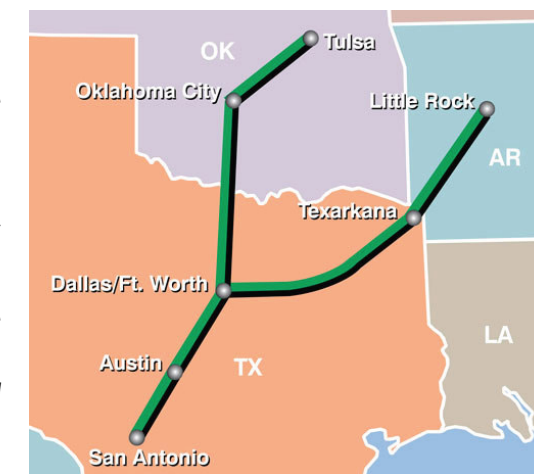 OK
Tulsa
Oklahoma City
Little Rock
AR
Texarkana
Dallas/Ft. Worth
LA
Austin
TX
San Antonio